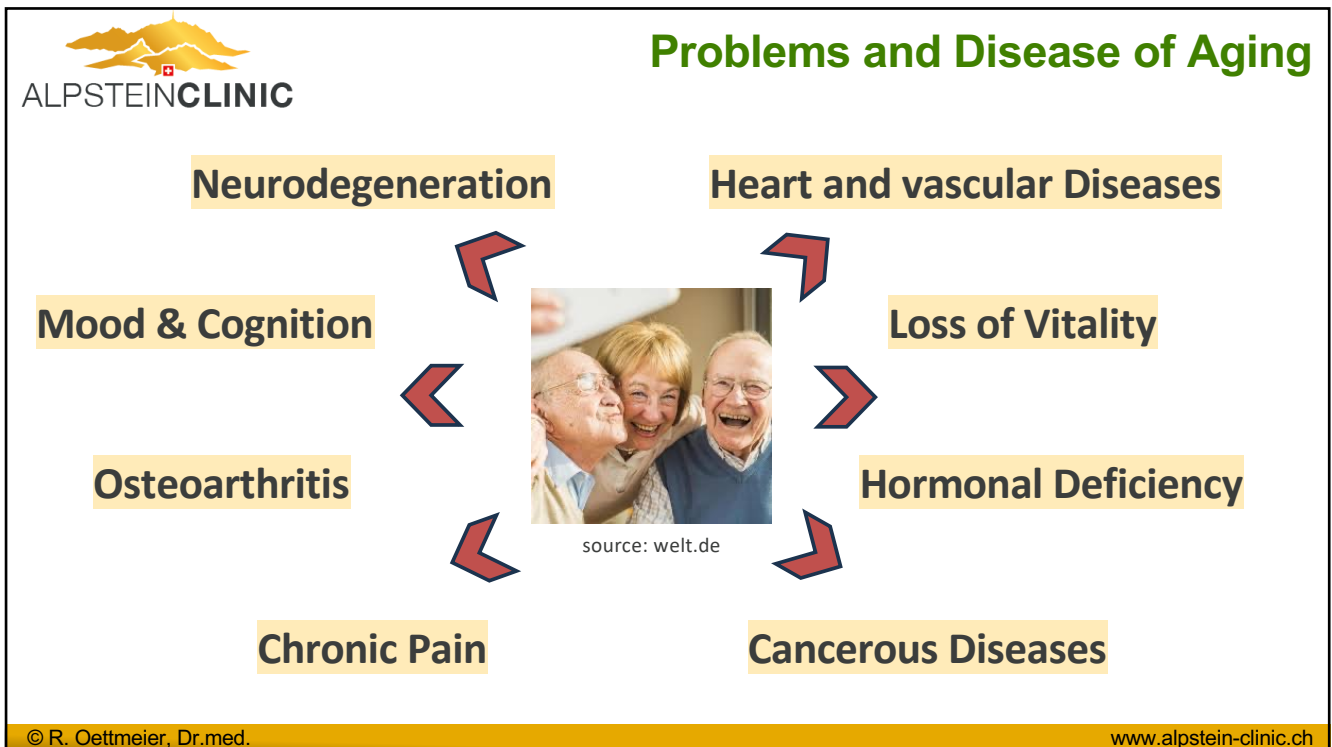 ALPSTEINCLINIC
Problems and Disease of Aging
Neurodegeneration
Heart and vascular Diseases
Mood & Cognition
Loss of Vitality
Osteoarthritis
Hormonal Deficiency
source: welt.de
Chronic Pain
Cancerous Diseases
© R. Oettmeier, Dr.med.
www.alpstein-clinic.ch